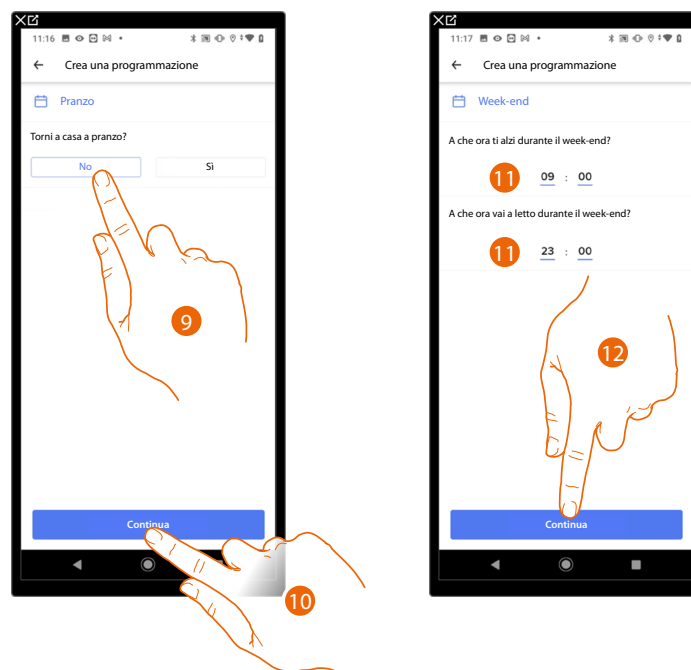 11:16
Crea una programmazione
Pranzo
Torni a casa a pranzo?
No
Sì
9
Continua
10
11:17
Crea una programmazione
Week-end
A che ora ti alzi durante il week-end?
11
09 : 00
A che ora vai a letto durante il week-end?
11
23 : 00
12
Continua